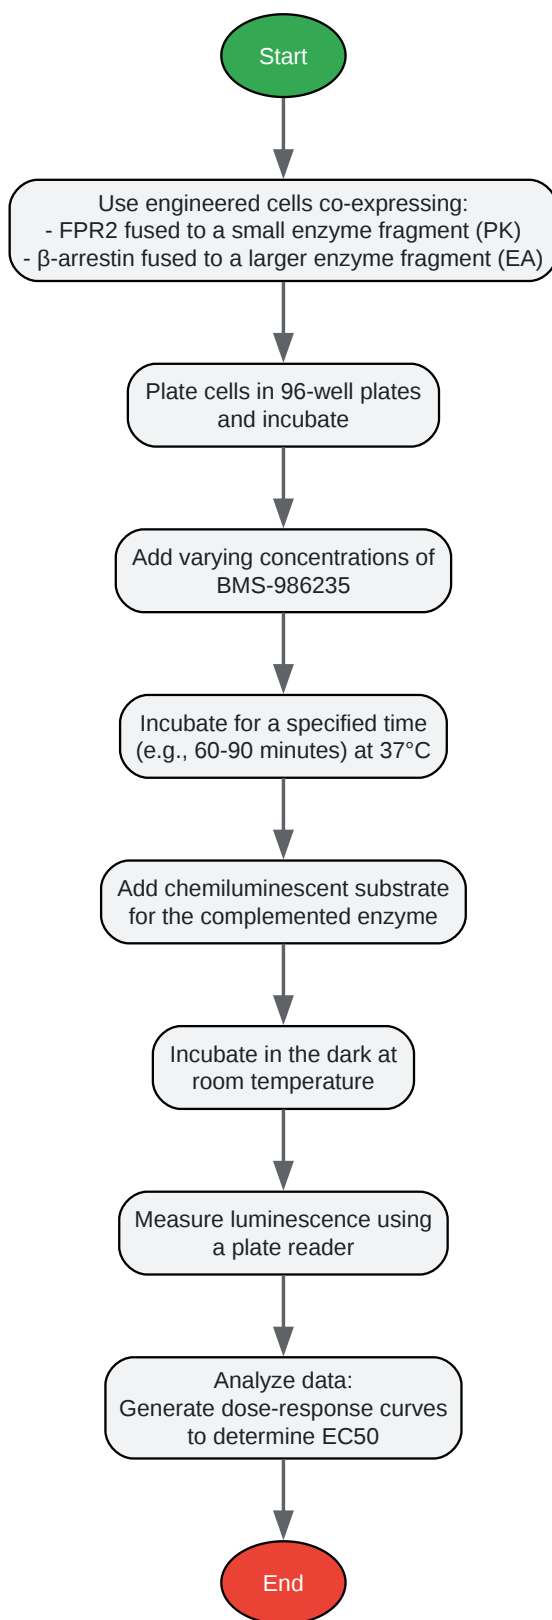 Start
Use engineered cells co-expressing:
- FPR2 fused to a small enzyme fragment (PK)
- β-arrestin fused to a larger enzyme fragment (EA)
Plate cells in 96-well plates
and incubate
Add varying concentrations of
BMS-986235
Incubate for a specified time
(e.g., 60-90 minutes) at 37°C
Add chemiluminescent substrate
for the complemented enzyme
Incubate in the dark at
room temperature
Measure luminescence using
a plate reader
Analyze data:
Generate dose-response curves
to determine EC50
End